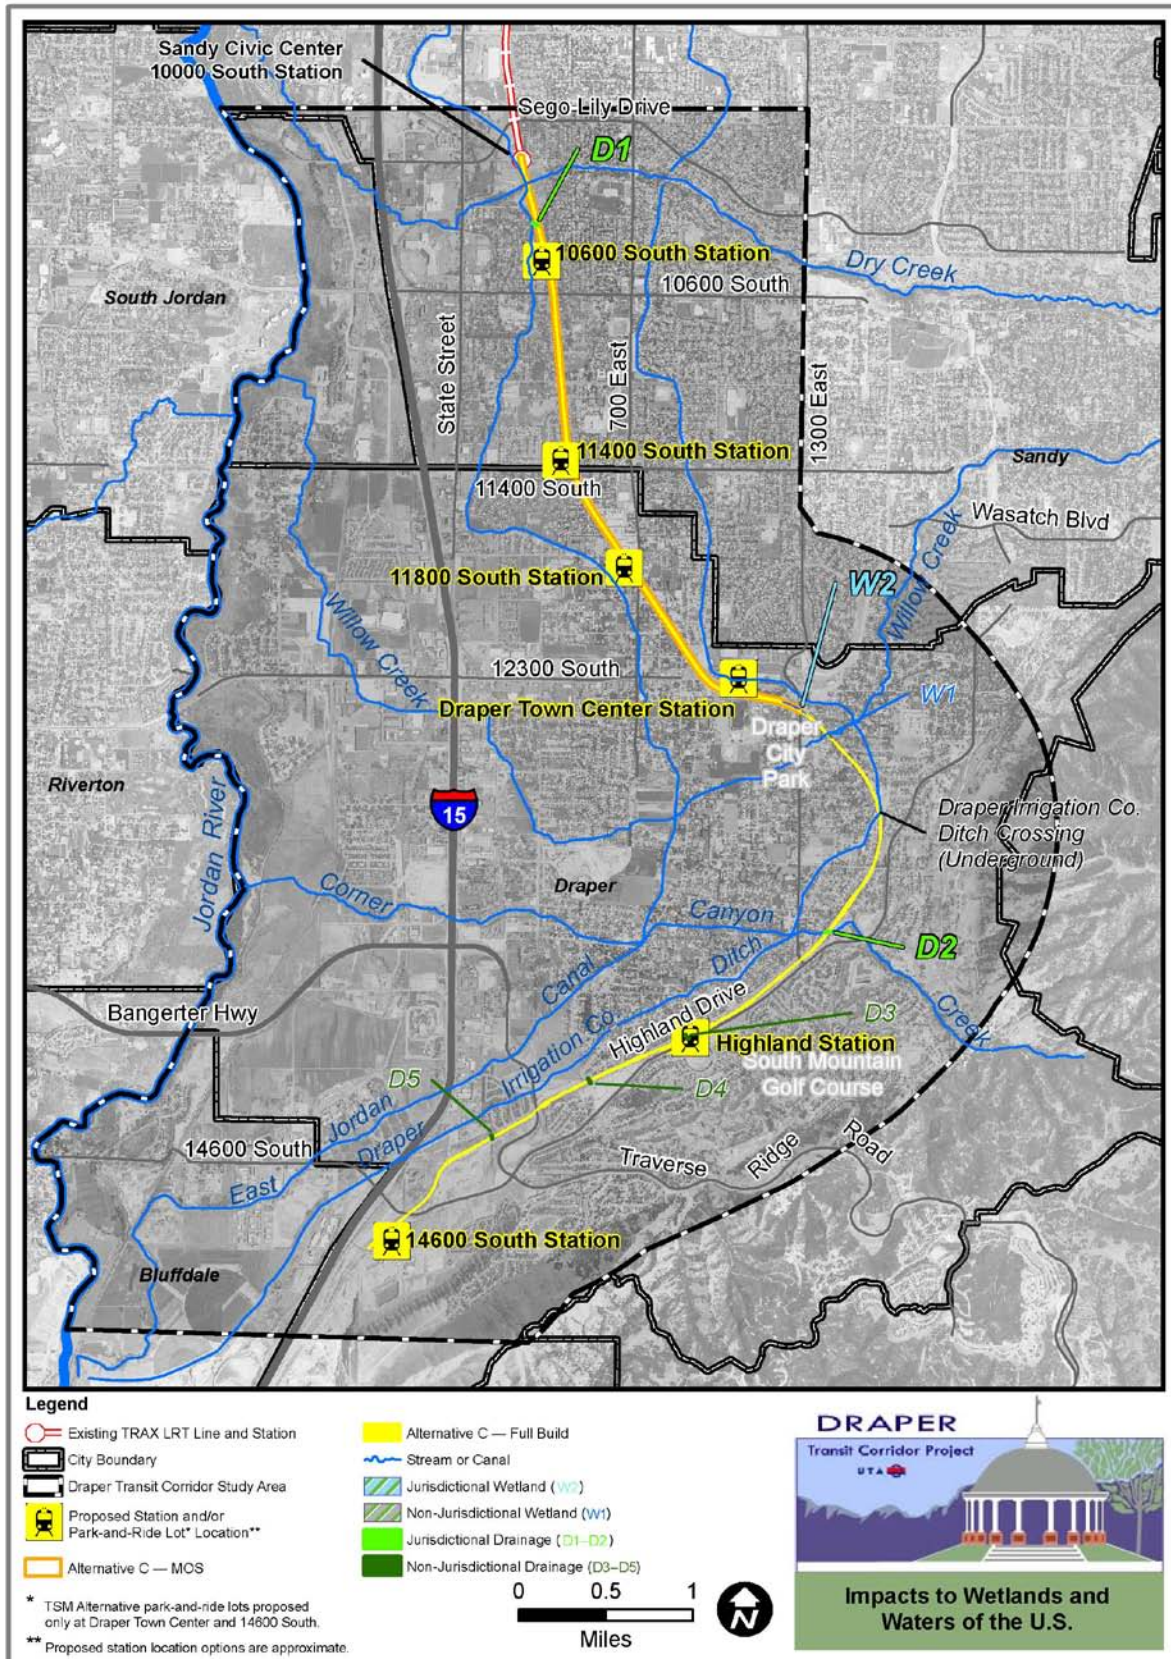 Sandy Civic Center
10000 South Station
Sego Lily Drive
D1
10600 South Station
Dry Creek
10600 South
South Jordan
State Street
700 East
1300 East
11400 South Station
Sandy
11400 South
Wasatch Blvd
11800 South Station
W2
Willow Creek
Willow Creek
12300 South
W1
Draper Town Center Station
Draper
City
Park
Riverton
Jordan River
15
Draper Irrigation Co.
Ditch Crossing
(Underground)
Corner
Draper
Canyon
Ditch
D2
Canal
Bangerter Hwy
Highland Drive
D3
Creek
Highland Station
South Mountain
Golf Course
Irrigation Co.
D5
D4
Jordan
Draper
14600 South
East
Traverse
Ridge
Road
14600 South Station
Bluffdale
Legend
Existing TRAX LRT Line and Station
City Boundary
Draper Transit Corridor Study Area
Proposed Station and/or
Park-and-Ride Lot* Location**
Alternative C — MOS
* TSM Alternative park-and-ride lots proposed
only at Draper Town Center and 14600 South.
** Proposed station location options are approximate.
Alternative C — Full Build
Stream or Canal
Jurisdictional Wetland (W2)
Non-Jurisdictional Wetland (W1)
Jurisdictional Drainage (D1–D2)
Non-Jurisdictional Drainage (D3–D5)
0 0.5 1
Miles
N
DRAPER
Transit Corridor Project
UTA
Impacts to Wetlands and
Waters of the U.S.